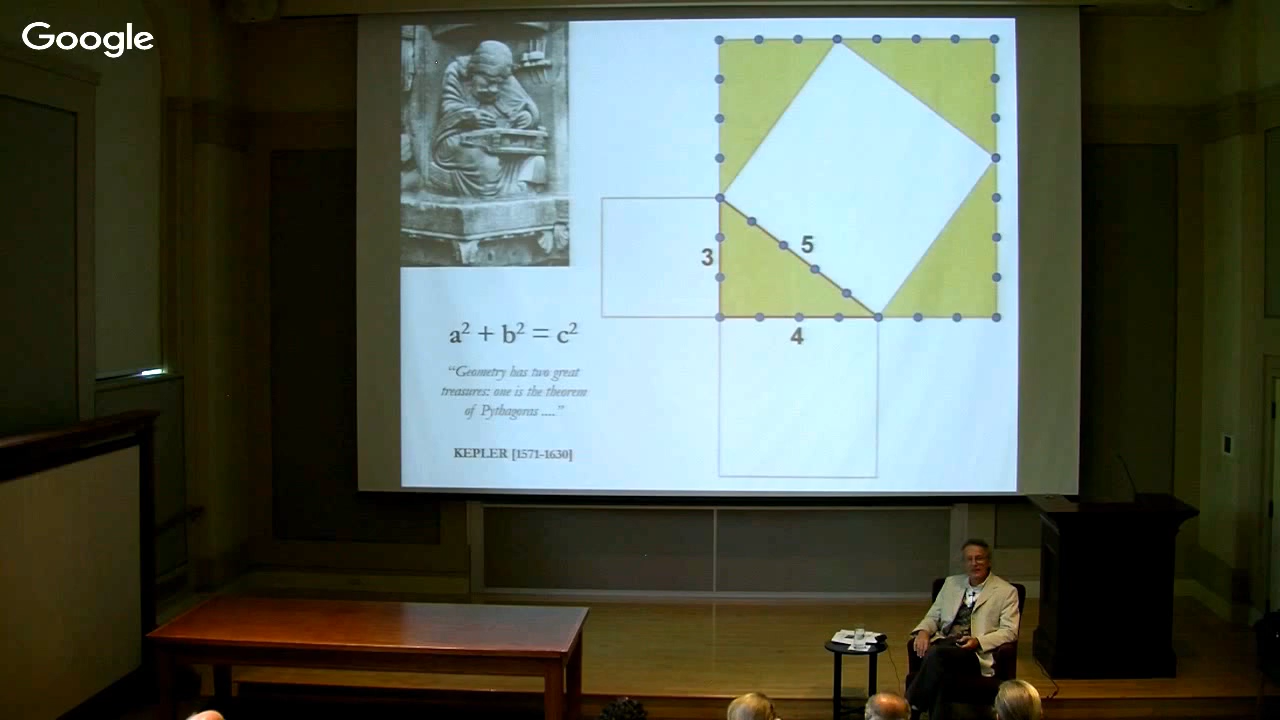 Google
3
5
4
a² + b² = c²
“Geometry has two great
treasures: one is the theorem
of Pythagoras ....”
KEPLER [1571-1630]